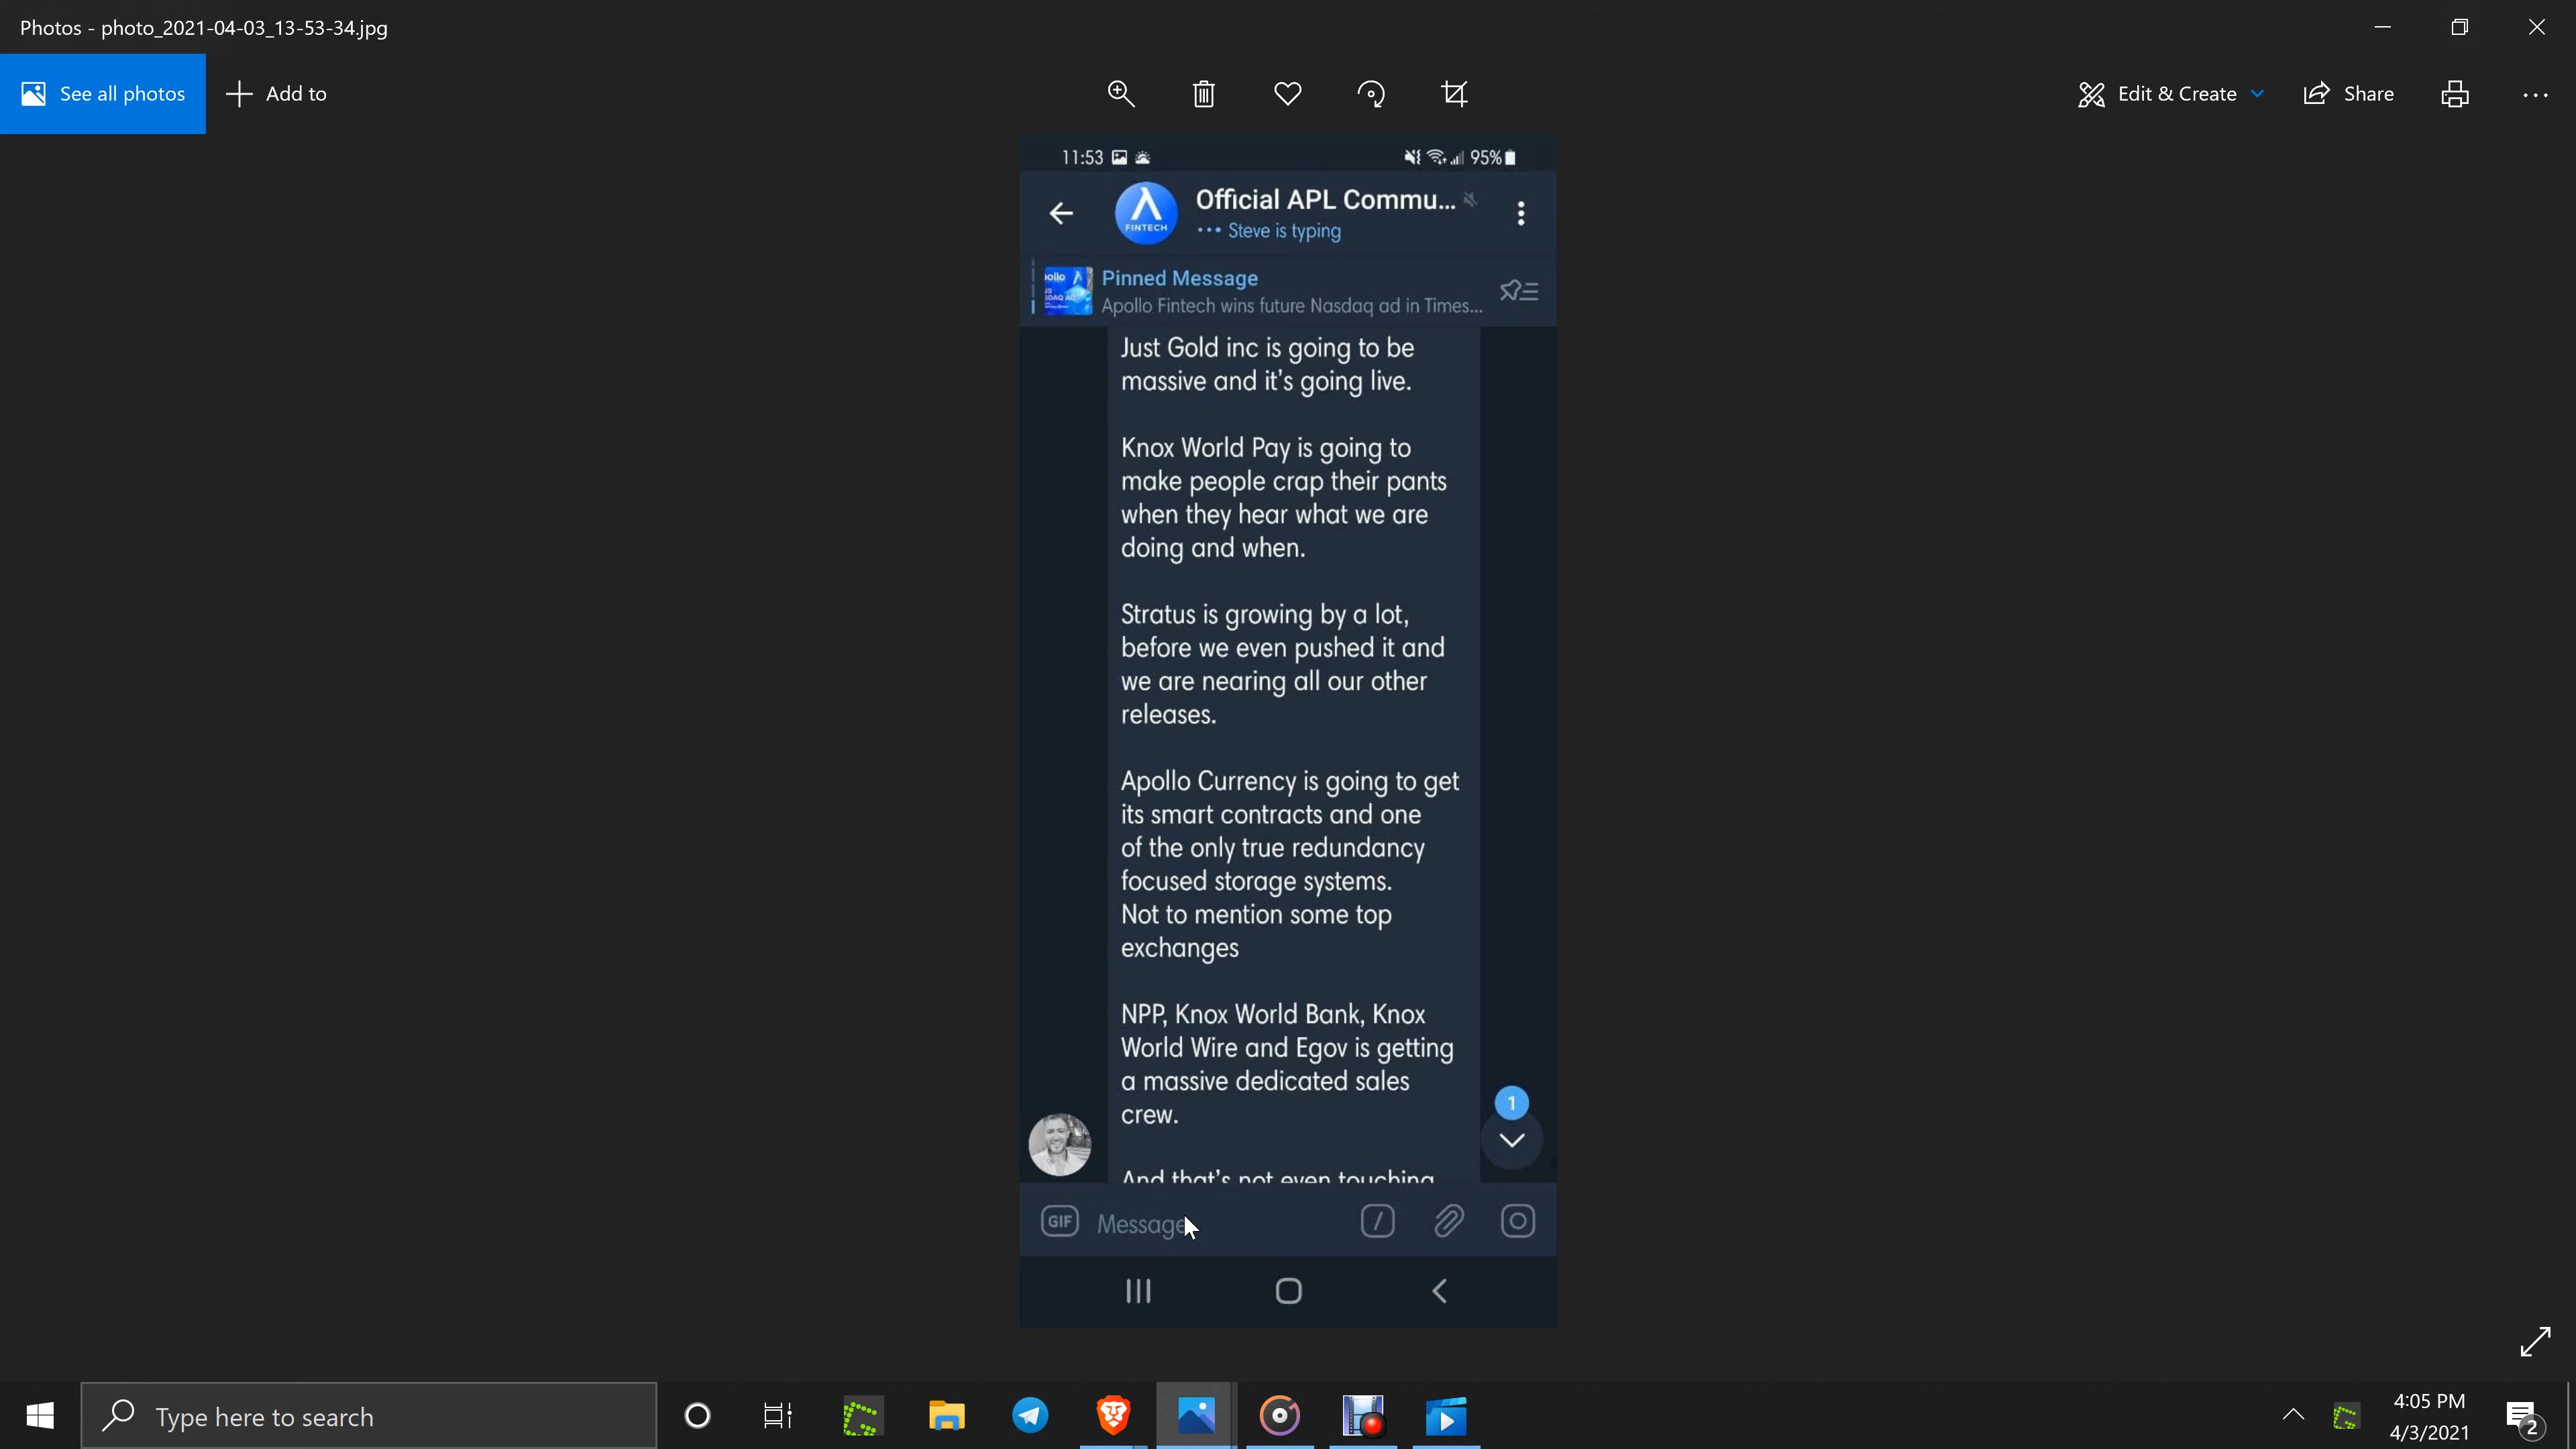 Photos - photo_2021-04-03_13-53-34.jpg
See all photos
Add to
Edit & Create
Share
11:53
95%
FINTECH
Official APL Commu...
Steve is typing
Pinned Message
Apollo Fintech wins future Nasdaq ad in Times...
Just Gold inc is going to be
massive and it's going live.
Knox World Pay is going to
make people crap their pants
when they hear what we are
doing and when.
Stratus is growing by a lot,
before we even pushed it and
we are nearing all our other
releases.
Apollo Currency is going to get
its smart contracts and one
of the only true redundancy
focused storage systems.
Not to mention some top
exchanges
NPP, Knox World Bank, Knox
World Wire and Egov is getting
a massive dedicated sales
crew.
1
And that's not even touching
GIF
Message
Type here to search
4:05 PM
4/3/2021
2